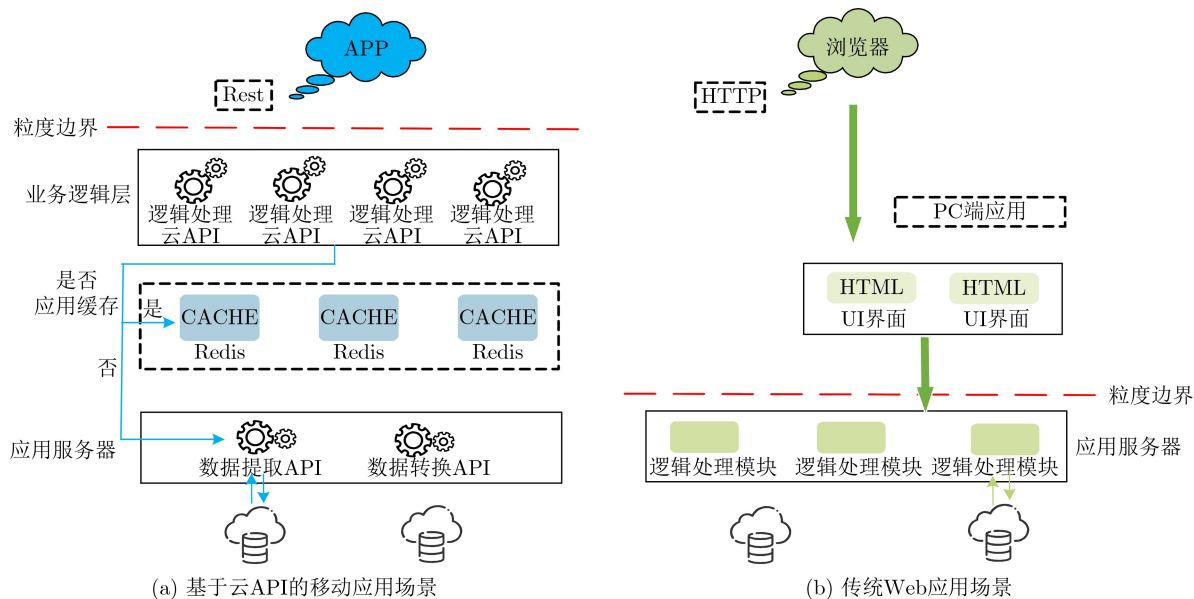 APP
Rest
粒度边界
业务逻辑层
逻辑处理
云API
逻辑处理
云API
逻辑处理
云API
逻辑处理
云API
是否
应用缓存
是
CACHE
Redis
CACHE
Redis
CACHE
Redis
否
应用服务器
数据提取API
数据转换API
(a) 基于云API的移动应用场景
浏览器
HTTP
PC端应用
HTML
UI界面
HTML
UI界面
粒度边界
应用服务器
逻辑处理模块
逻辑处理模块
逻辑处理模块
(b) 传统Web应用场景